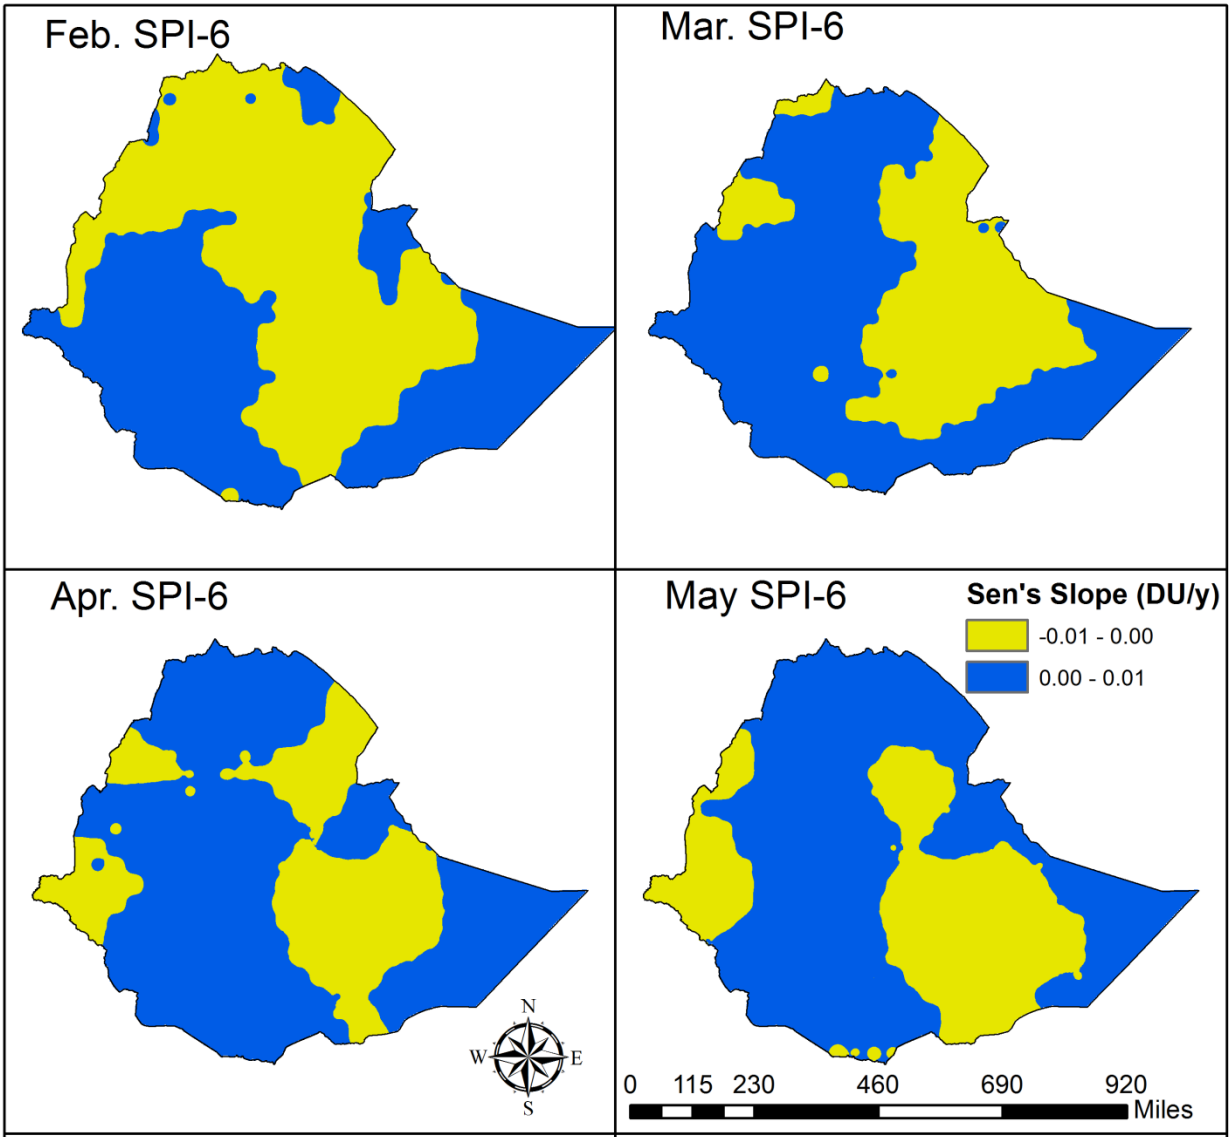 Feb. SPI-6
Mar. SPI-6
Apr. SPI-6
May SPI-6
Sen's Slope (DU/y)
-0.01 - 0.00
0.00 - 0.01
N
W E
S
0 115 230 460 690 920
Miles